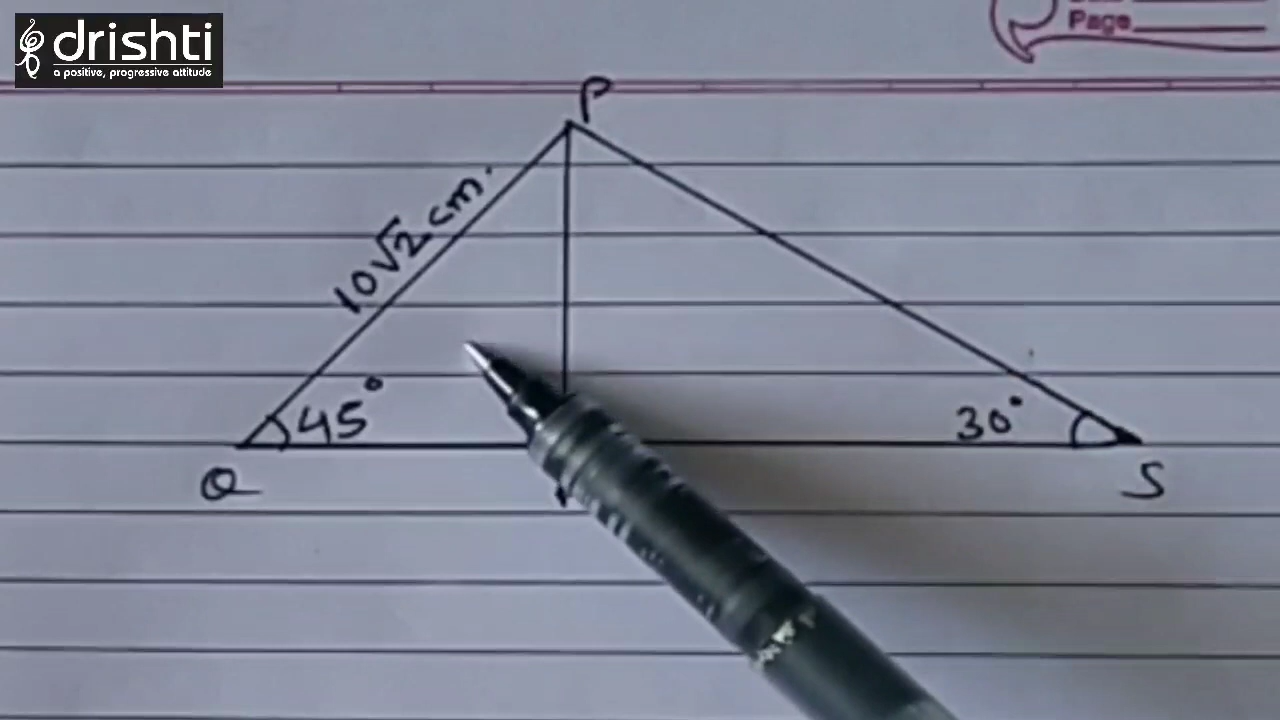 drishti
a positive, progressive attitude
Page
P
10√2 cm.
45°
30°
Q
S